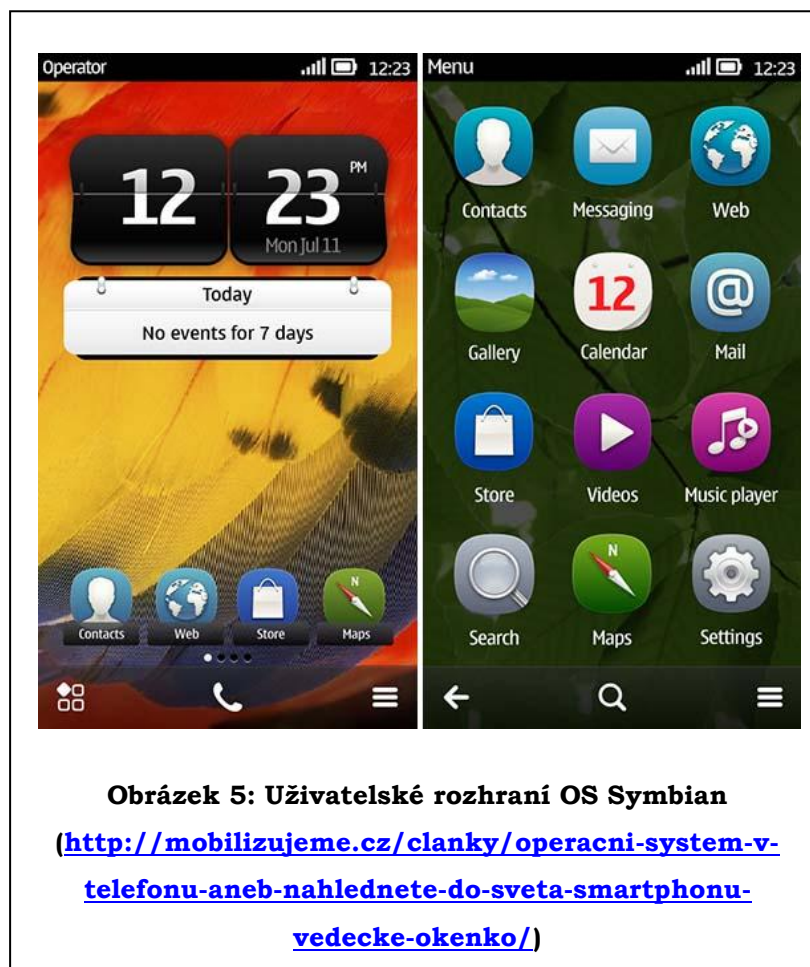 Operator 12:23
12 23 PM
Mon Jul 11
Today
No events for 7 days
Contacts Web Store Maps
N
Menu 12:23
Contacts Messaging Web
12
@
Gallery Calendar Mail
Store Videos Music player
N
Search Maps Settings
Obrázek 5: Uživatelské rozhraní OS Symbian
(http://mobilizujeme.cz/clanky/operacni-system-v-
telefonu-aneb-nahlednete-do-sveta-smartphonu-
vedecke-okenko/)